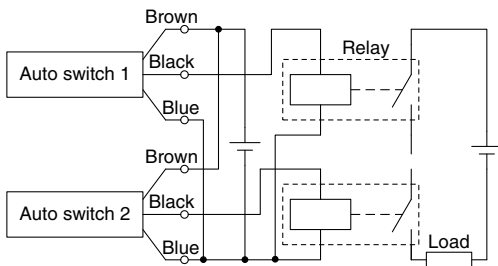 Brown
Relay
Black
Auto switch 1
Blue
Brown
Black
Auto switch 2
Blue
Load